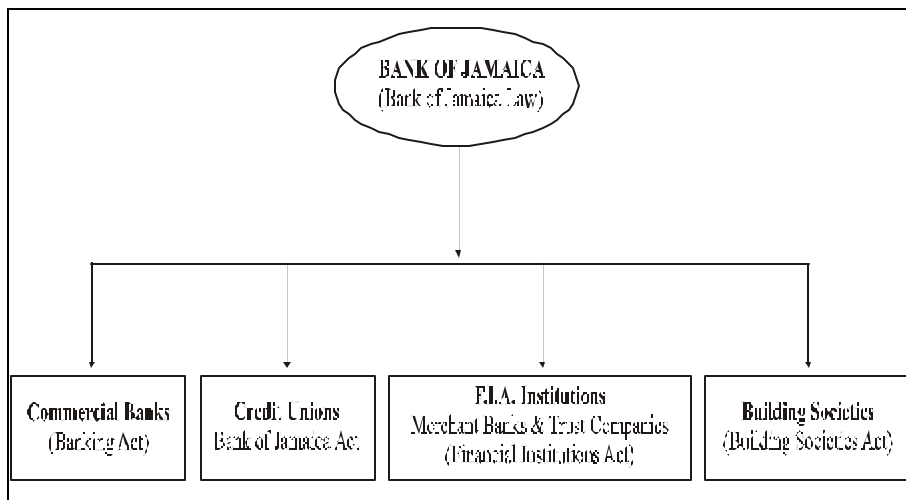 BANK OF JAMAICA
(Bank of Jamaica Law)
Commercial Banks
(Banking Act)
Credit Unions
Bank of Jamaica Act
F.I.A. Institutions
Merchant Banks & Trust Companies
(Financial Institutions Act)
Building Societies
(Building Societies Act)